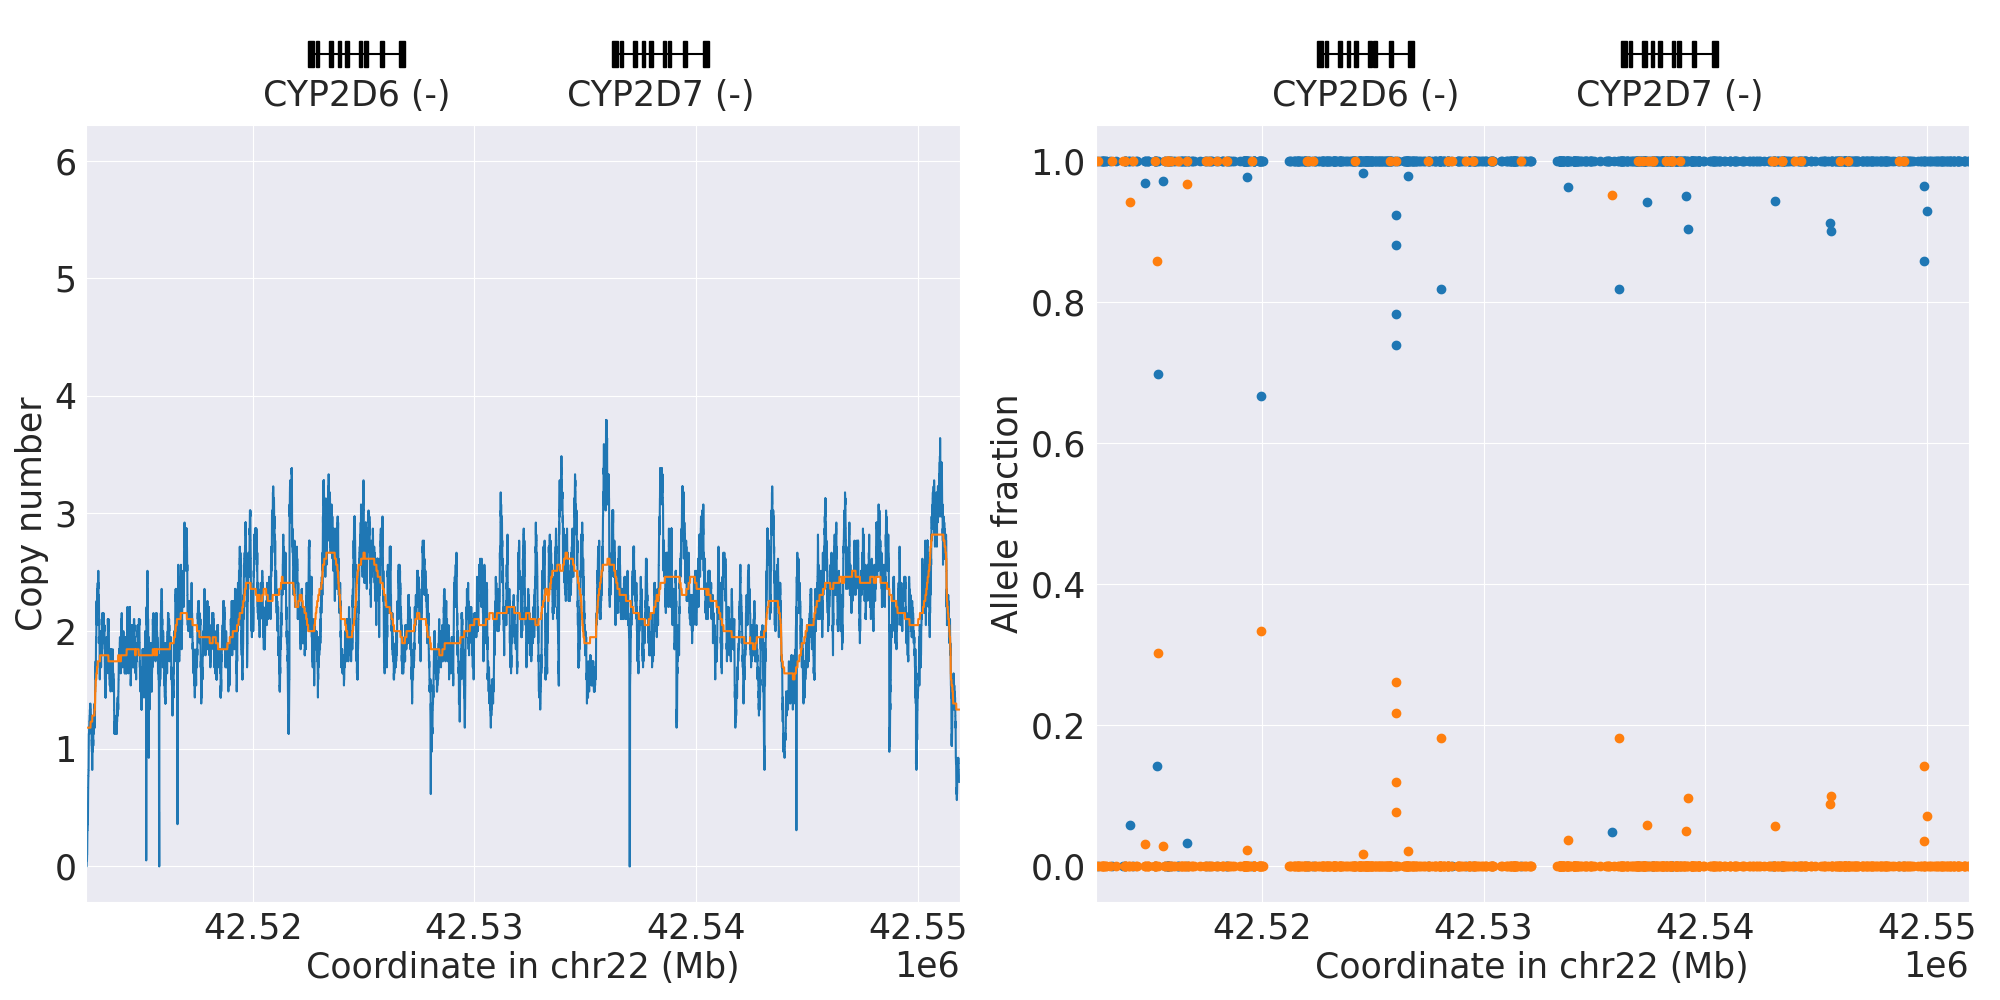 CYP2D6 (-) CYP2D7 (-)
6
5
4
3
2
1
0
Copy number
42.52 42.53 42.54 42.55
1e6
Coordinate in chr22 (Mb)
CYP2D6 (-) CYP2D7 (-)
1.0
0.8
0.6
0.4
0.2
0.0
Allele fraction
42.52 42.53 42.54 42.55
1e6
Coordinate in chr22 (Mb)